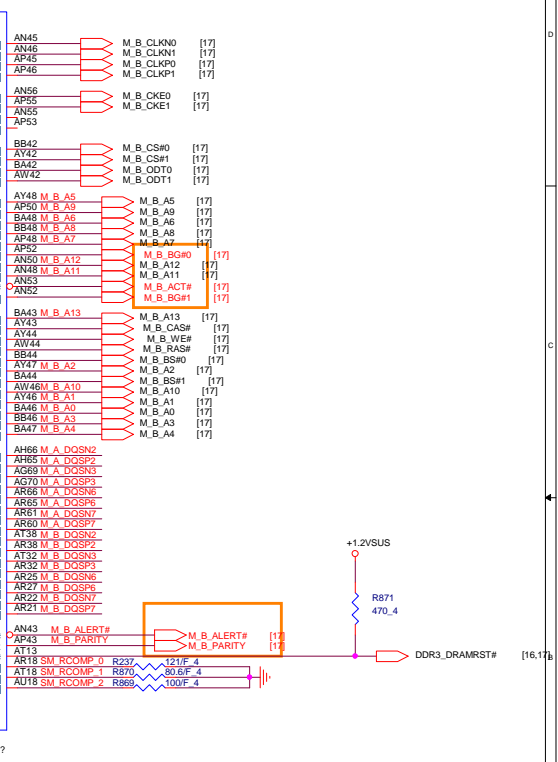 D
AN45 M_B_CLKN0 [17]
AN46 M_B_CLKN1 [17]
AP45 M_B_CLKP0 [17]
AP46 M_B_CLKP1 [17]
AN56 M_B_CKE0 [17]
AP55 M_B_CKE1 [17]
AN55
AP53
BB42 M_B_CS#0 [17]
AY42 M_B_CS#1 [17]
BA42 M_B_ODT0 [17]
AW42 M_B_ODT1 [17]
AY48 M_B_A5 M_B_A5 [17]
AP50 M_B_A9 M_B_A9 [17]
BA48 M_B_A6 M_B_A6 [17]
BB48 M_B_A8 M_B_A8 [17]
AP48 M_B_A7 M_B_A7 [17]
AP52 M_B_BG#0 [17]
AN50 M_B_A12 M_B_A12 [17]
AN48 M_B_A11 M_B_A11 [17]
AN53 M_B_ACT# [17]
AN52 M_B_BG#1 [17]
BA43 M_B_A13 M_B_A13 [17]
AY43 M_B_CAS# [17]
AY44 M_B_WE# [17]
AW44 M_B_RAS# [17]
C
BB44 M_B_BS#0 [17]
AY47 M_B_A2 M_B_A2 [17]
BA44 M_B_BS#1 [17]
AW46 M_B_A10 M_B_A10 [17]
AY46 M_B_A1 M_B_A1 [17]
BA46 M_B_A0 M_B_A0 [17]
BB46 M_B_A3 M_B_A3 [17]
BA47 M_B_A4 M_B_A4 [17]
AH66 M_A_DQSN2
AH65 M_A_DQSP2
AG69 M_A_DQSN3
AG70 M_A_DQSP3
AR66 M_A_DQSN6
AR65 M_A_DQSP6
AR61 M_A_DQSN7
AR60 M_A_DQSP7
AT38 M_B_DQSN2
AR38 M_B_DQSP2
AT32 M_B_DQSN3
AR32 M_B_DQSP3
AR25 M_B_DQSN6
AR27 M_B_DQSP6
AR22 M_B_DQSN7
AR21 M_B_DQSP7
+1.2VSUS
R871
470_4
AN43 M_B_ALERT# M_B_ALERT# [17]
AP43 M_B_PARITY M_B_PARITY [17]
AT13 DDR3_DRAMRST# [16,17]
B
AR18 SM_RCOMP_0 R237 121/F_4
AT18 SM_RCOMP_1 R870 80.6/F_4
AU18 SM_RCOMP_2 R869 100/F_4
?